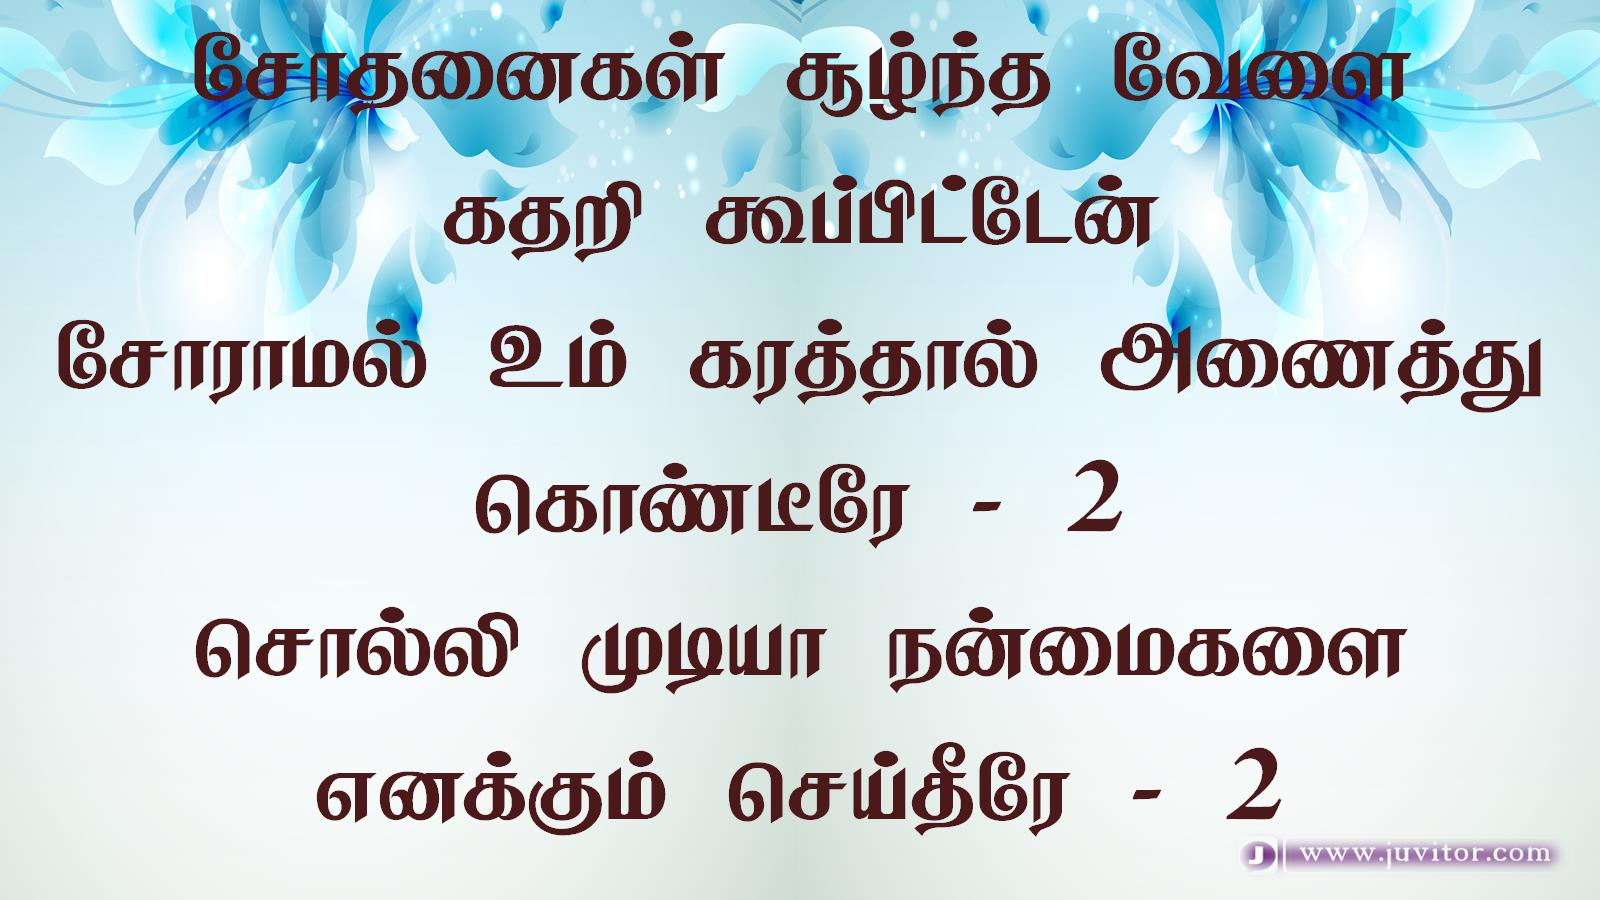 சோதனைகள் சூழ்ந்த வேளை
கதறி கூப்பிட்டேன்
சோராமல் உம் கரத்தால் அணைத்து
கொண்டீரே - 2
சொல்லி முடியா நன்மைகளை
எனக்கும் செய்தீரே - 2
J www.juvitor.com